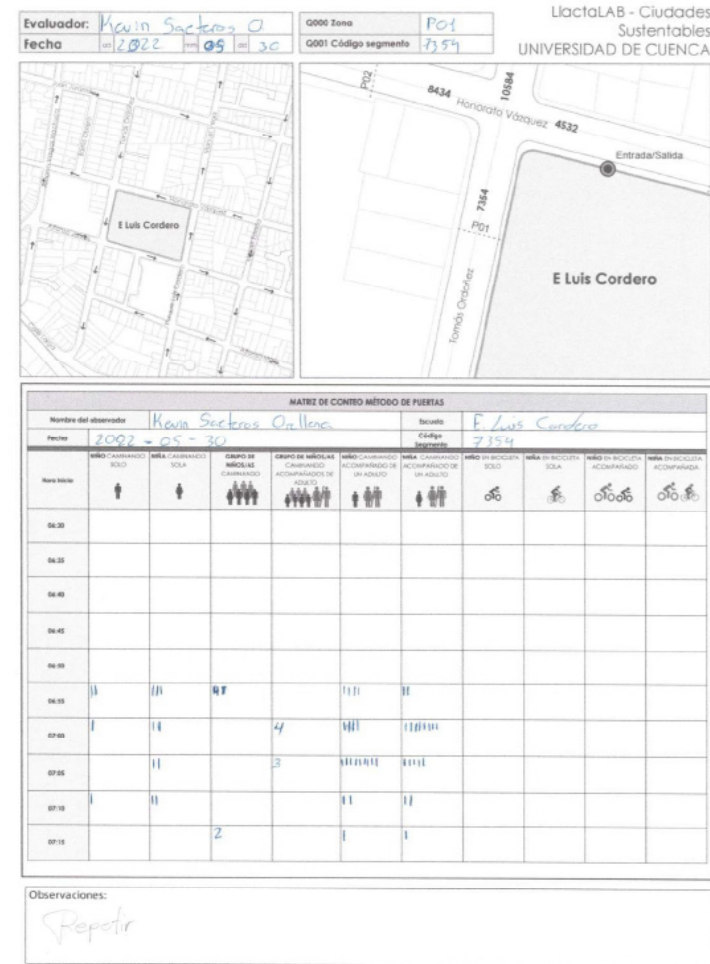 LlactaLAB - Ciudades
Sustentables
UNIVERSIDAD DE CUENCA
Evaluador: Kevin Sacteros O
Fecha 2022 05 30
Q000 Zona P01
Q001 Código segmento 7354
E Luis Cordero
P02
8434
Honorato Vázquez
4532
10584
Entrada/Salida
7354
P01
Tomás Ordoñez
E Luis Cordero
MATRIZ DE CONTEO MÉTODO DE PUERTAS
Nombre del observador Kevin Sacteros Orellana Escuela E. Luis Cordero
Fecha 2022 - 05 - 30 Código Segmento 7354
Hora Inicio
NIÑO CAMINANDO SOLO
NIÑA CAMINANDO SOLA
GRUPO DE NIÑOS/AS CAMINANDO
GRUPO DE NIÑOS/AS CAMINANDO ACOMPAÑADOS DE ADULTO
NIÑO CAMINANDO ACOMPAÑADO DE UN ADULTO
NIÑA CAMINANDO ACOMPAÑADO DE UN ADULTO
NIÑO EN BICICLETA SOLO
NIÑA EN BICICLETA SOLA
NIÑO EN BICICLETA ACOMPAÑADO
NIÑA EN BICICLETA ACOMPAÑADA
06:30
06:35
06:40
06:45
06:50
06:55
07:00 4
07:05 3
07:10
07:15 2
Observaciones:
Repetir